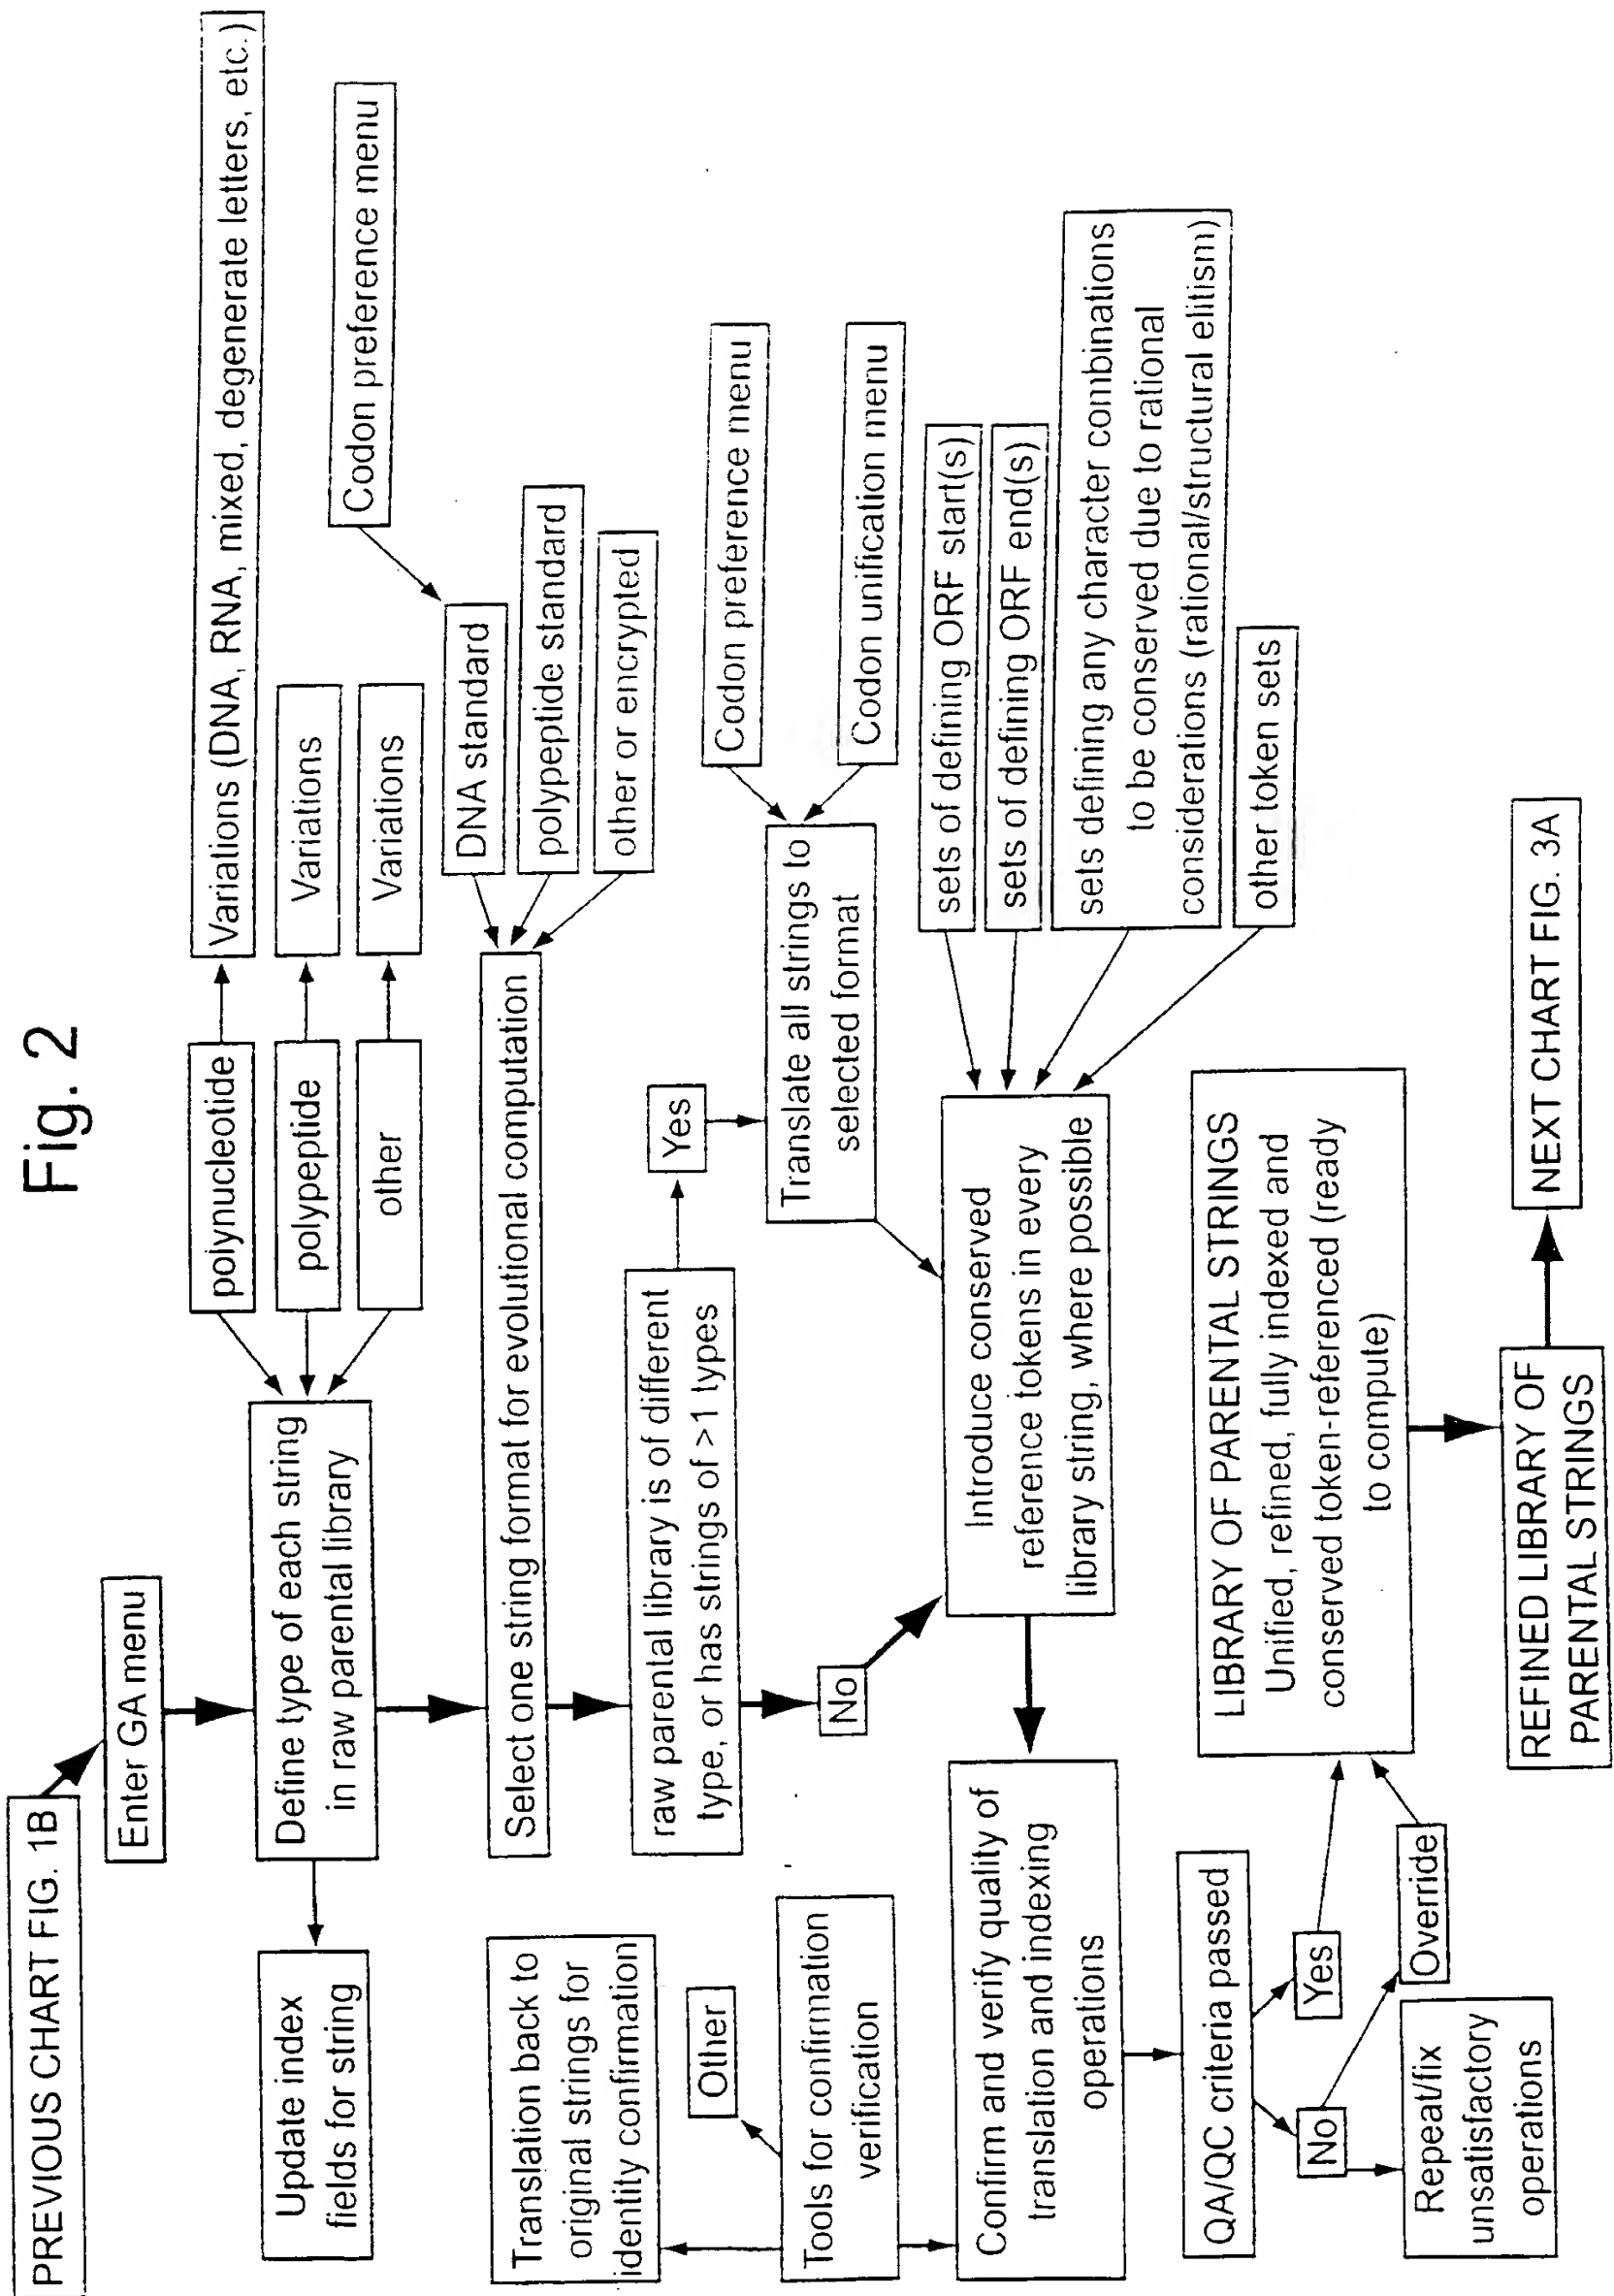 Fig. 2
PREVIOUS CHART FIG. 1B
Enter GA menu
Update index
fields for string
Define type of each string
in raw parental library
polynucleotide
Variations (DNA, RNA, mixed, degenerate letters, etc.)
polypeptide
Variations
other
Variations
Codon preference menu
Select one string format for evolutional computation
DNA standard
polypeptide standard
other or encrypted
raw parental library is of different
type, or has strings of >1 types
Yes
No
Codon preference menu
Codon unification menu
Translate all strings to
selected format
Translation back to
original strings for
identity confirmation
Other
Tools for confirmation
verification
Introduce conserved
reference tokens in every
library string, where possible
sets of defining ORF start(s)
sets of defining ORF end(s)
sets defining any character combinations
to be conserved due to rational
considerations (rational/structural elitism)
other token sets
Confirm and verify quality of
translation and indexing
operations
QA/QC criteria passed
Yes
No
Override
Repeat/fix
unsatisfactory
operations
LIBRARY OF PARENTAL STRINGS
Unified, refined, fully indexed and
conserved token-referenced (ready
to compute)
REFINED LIBRARY OF
PARENTAL STRINGS
NEXT CHART FIG. 3A